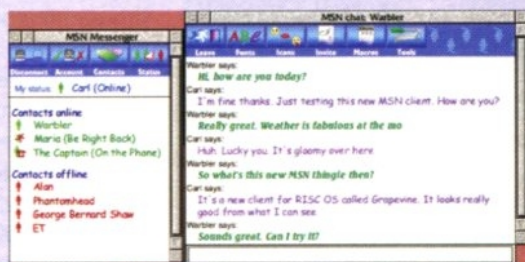 MSN Messenger
Disconnect Account Contacts Status
My status: Carl (Online)
Contacts online
Warbler
Maria (Be Right Back)
The Captain (On the Phone)
Contacts offline
Alan
Phantomhead
George Bernard Shaw
ET
MSN chat: Warbler
Leave Fonts Icons Invite Macros Tools
Warbler says:
Hi, how are you today?
Carl says:
I'm fine thanks. Just testing this new MSN client. How are you?
Warbler says:
Really great. Weather is fabulous at the mo
Carl says:
Huh. Lucky you. It's gloomy over here
Warbler says:
So what's this new MSN thingie then?
Carl says:
It's a new client for RISC OS called Grapevine. It looks really
good from what I can see
Warbler says:
Sounds great. Can I try it?